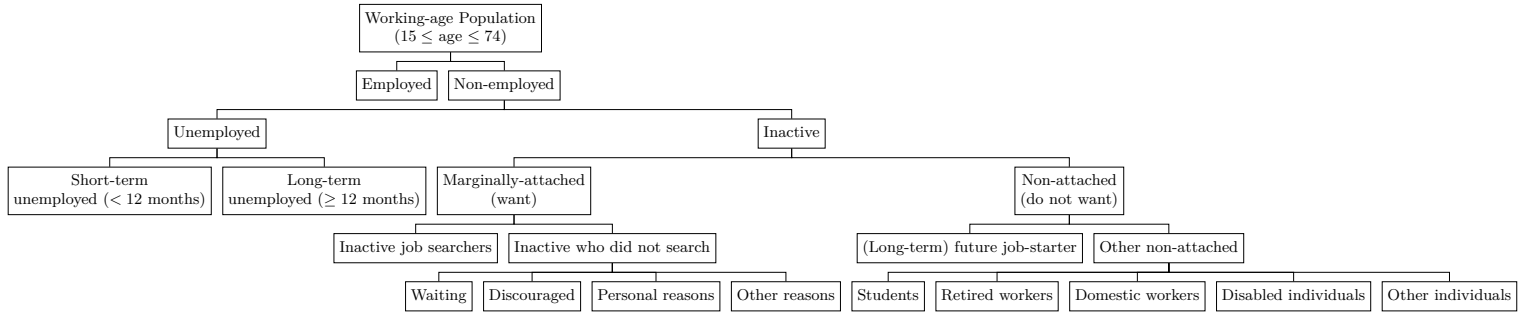 Working-age Population
(15 ≤ age ≤ 74)
Employed
Non-employed
Unemployed
Inactive
Short-term
unemployed (< 12 months)
Long-term
unemployed (≥ 12 months)
Marginally-attached
(want)
Non-attached
(do not want)
Inactive job searchers
Inactive who did not search
(Long-term) future job-starter
Other non-attached
Waiting
Discouraged
Personal reasons
Other reasons
Students
Retired workers
Domestic workers
Disabled individuals
Other individuals